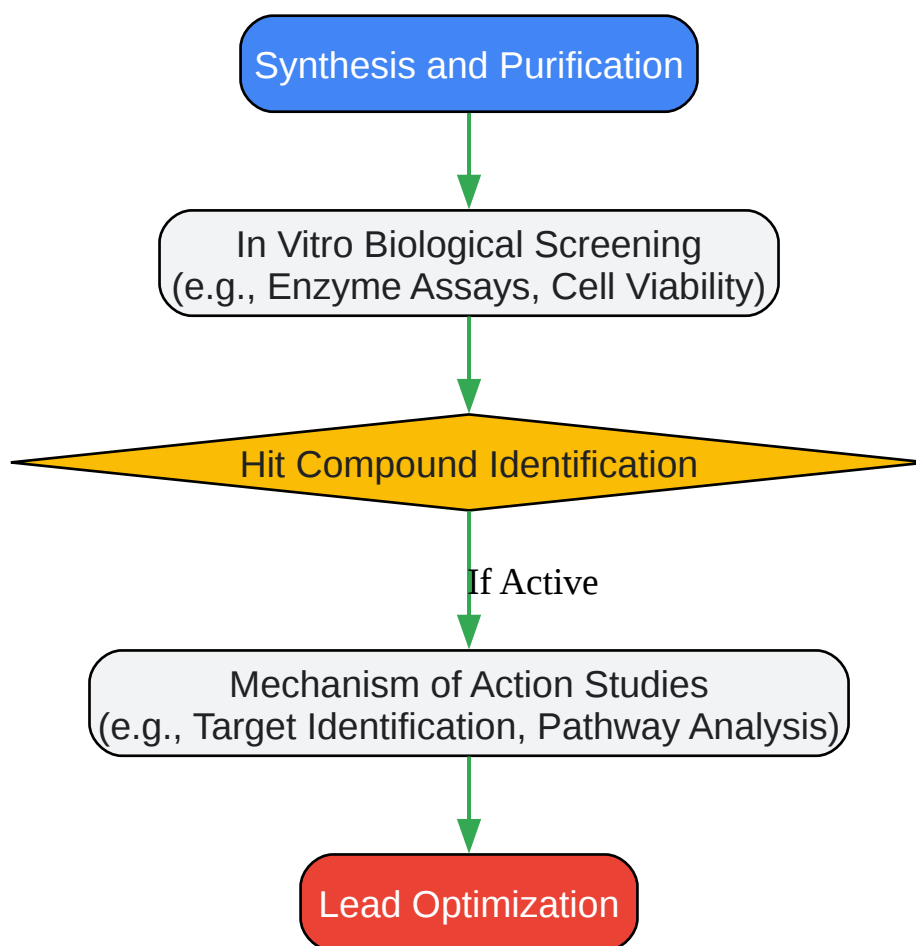 Synthesis and Purification
In Vitro Biological Screening
(e.g., Enzyme Assays, Cell Viability)
Hit Compound Identification
If Active
Mechanism of Action Studies
(e.g., Target Identification, Pathway Analysis)
Lead Optimization